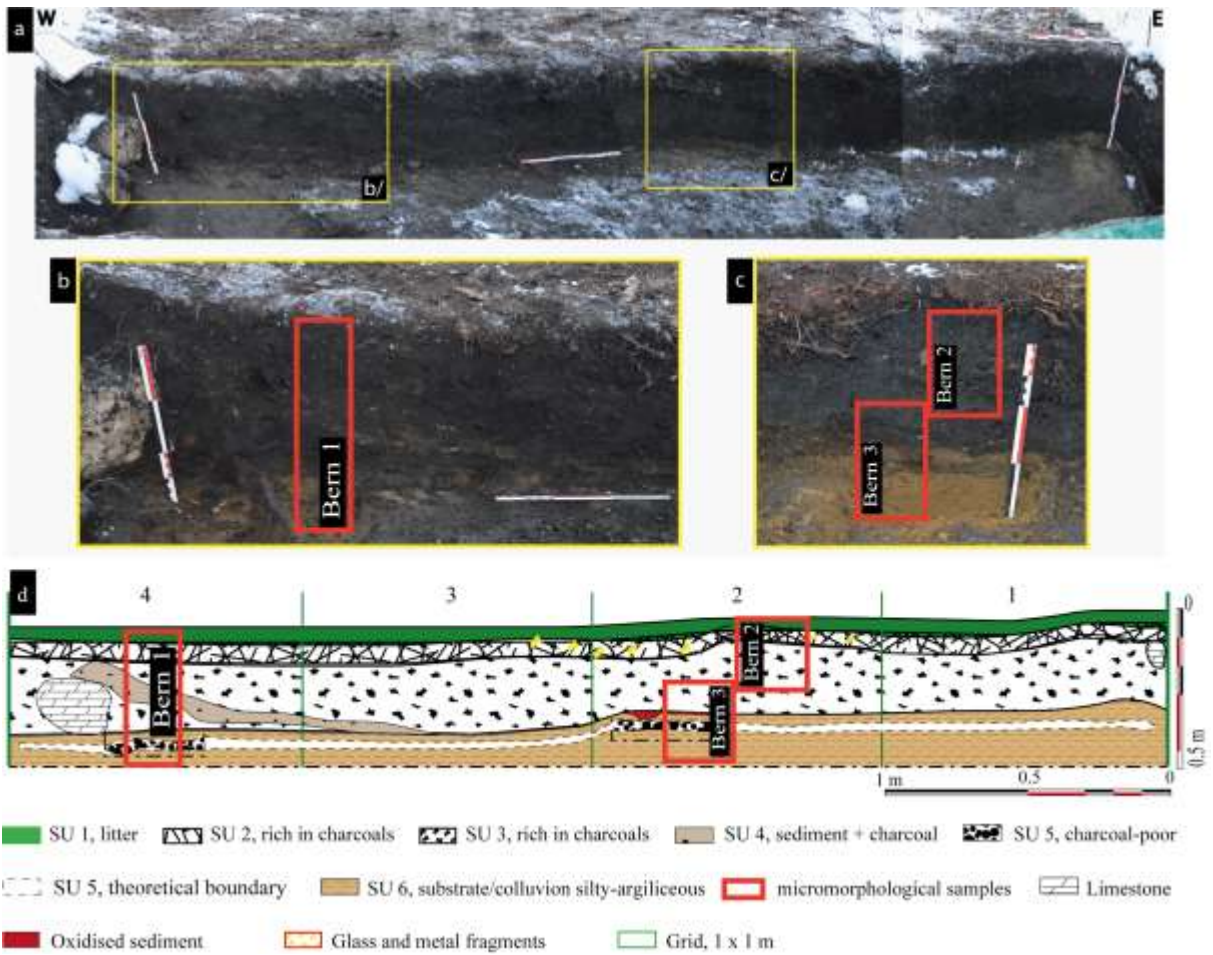 a W E
b/ c/
b c
Bern 1
Bern 2
Bern 3
d 4 3 2 1 0
Bern 1
Bern 2
Bern 3
0.5 m
1 m 0.5 0
SU 1, litter SU 2, rich in charcoals SU 3, rich in charcoals SU 4, sediment + charcoal SU 5, charcoal-poor
SU 5, theoretical boundary SU 6, substrate/colluvion silty-argiliceous micromorphological samples Limestone
Oxidised sediment Glass and metal fragments Grid, 1 x 1 m